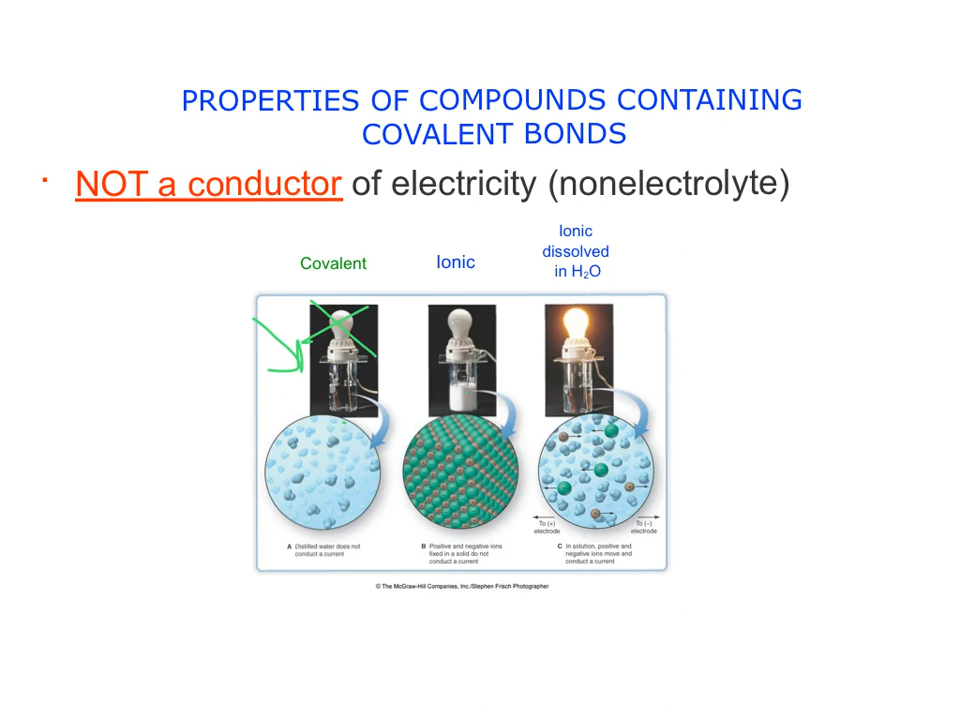 PROPERTIES OF COMPOUNDS CONTAINING
COVALENT BONDS
· NOT a conductor of electricity (nonelectrolyte)
Covalent
Ionic
Ionic
dissolved
in H₂O
To (+)
electrode
To (–)
electrode
A Distilled water does not
conduct a current
B Positive and negative ions
fixed in a solid do not
conduct a current
C In solution, positive and
negative ions move and
conduct a current
© The McGraw-Hill Companies, Inc./Stephen Frisch Photographer